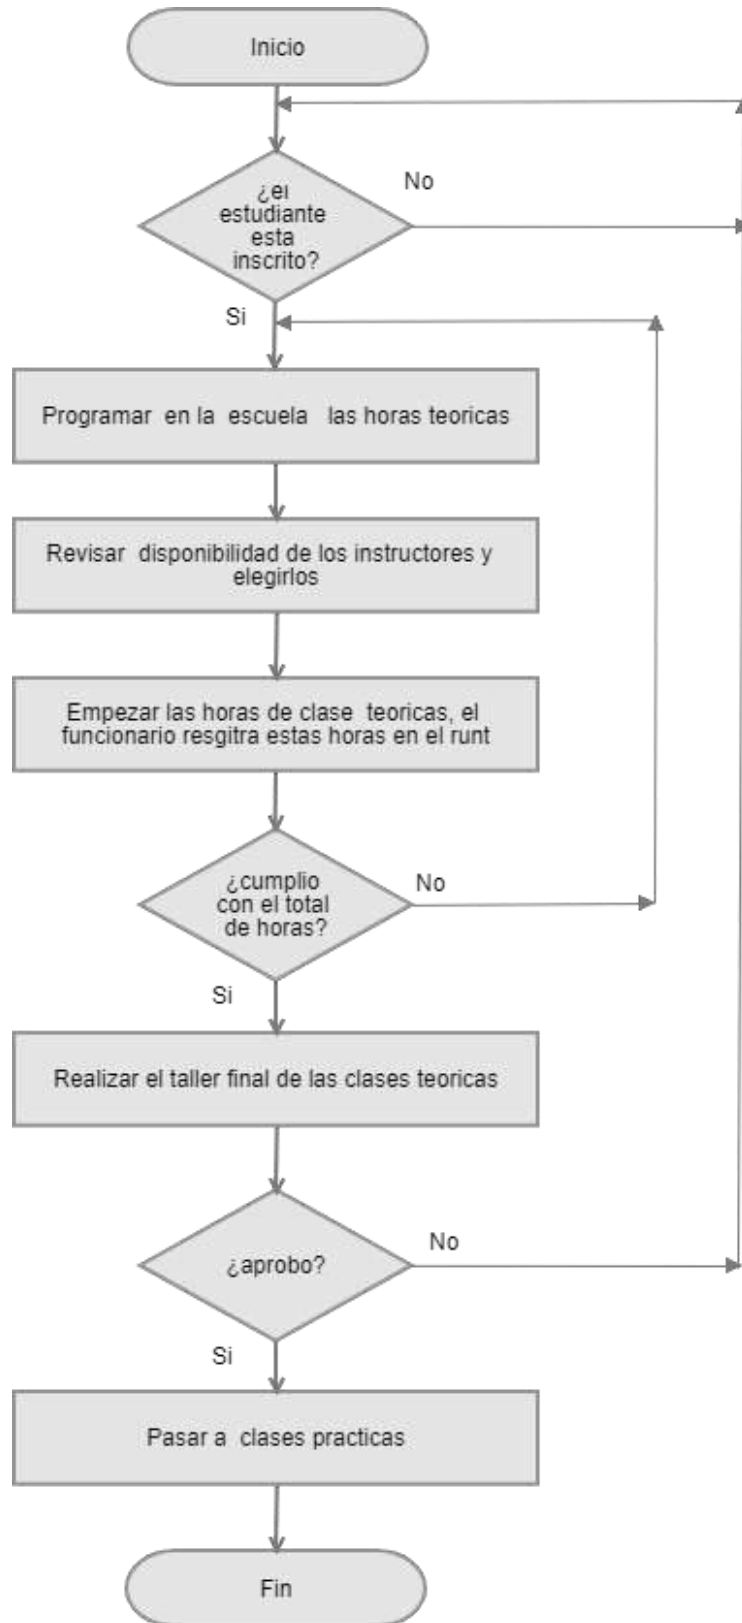 Inicio
No
¿el
estudiante
esta
inscrito?
Si
Programar en la escuela las horas teoricas
Revisar disponibilidad de los instructores y
elegirlos
Empezar las horas de clase teoricas, el
funcionario resgitra estas horas en el runt
¿cumplio
con el total
de horas?
No
Si
Realizar el taller final de las clases teoricas
¿aprobo?
No
Si
Pasar a clases practicas
Fin